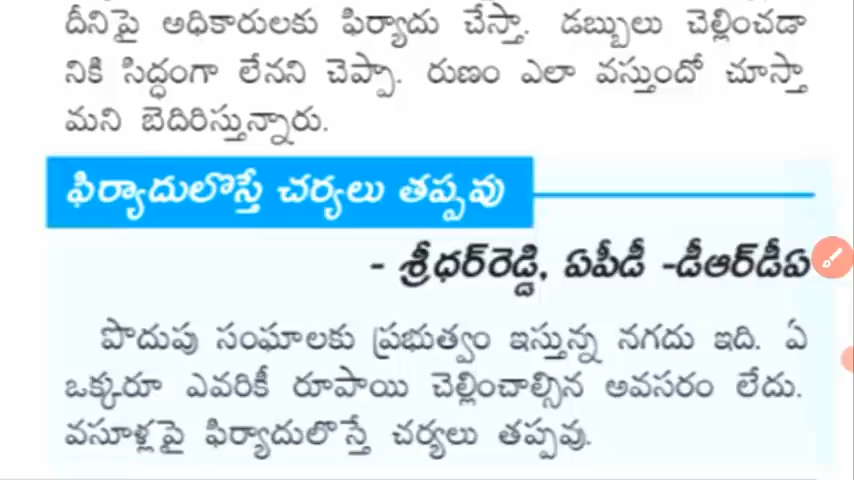 దీనిపై అధికారులకు ఫిర్యాదు చేస్తా. డబ్బులు చెల్లించడా
నికి సిద్ధంగా లేనని చెప్పా. రుణం ఎలా వస్తుందో చూస్తా
మని బెదిరిస్తున్నారు.
ఫిర్యాదులొస్తే చర్యలు తప్పవు
- శ్రీధర్‌రెడ్డి, ఏపీడీ -డీఆర్‌డీఏ
పొదుపు సంఘాలకు ప్రభుత్వం ఇస్తున్న నగదు ఇది. ఏ
ఒక్కరూ ఎవరికీ రూపాయి చెల్లించాల్సిన అవసరం లేదు.
వసూళ్లపై ఫిర్యాదులొస్తే చర్యలు తప్పవు.